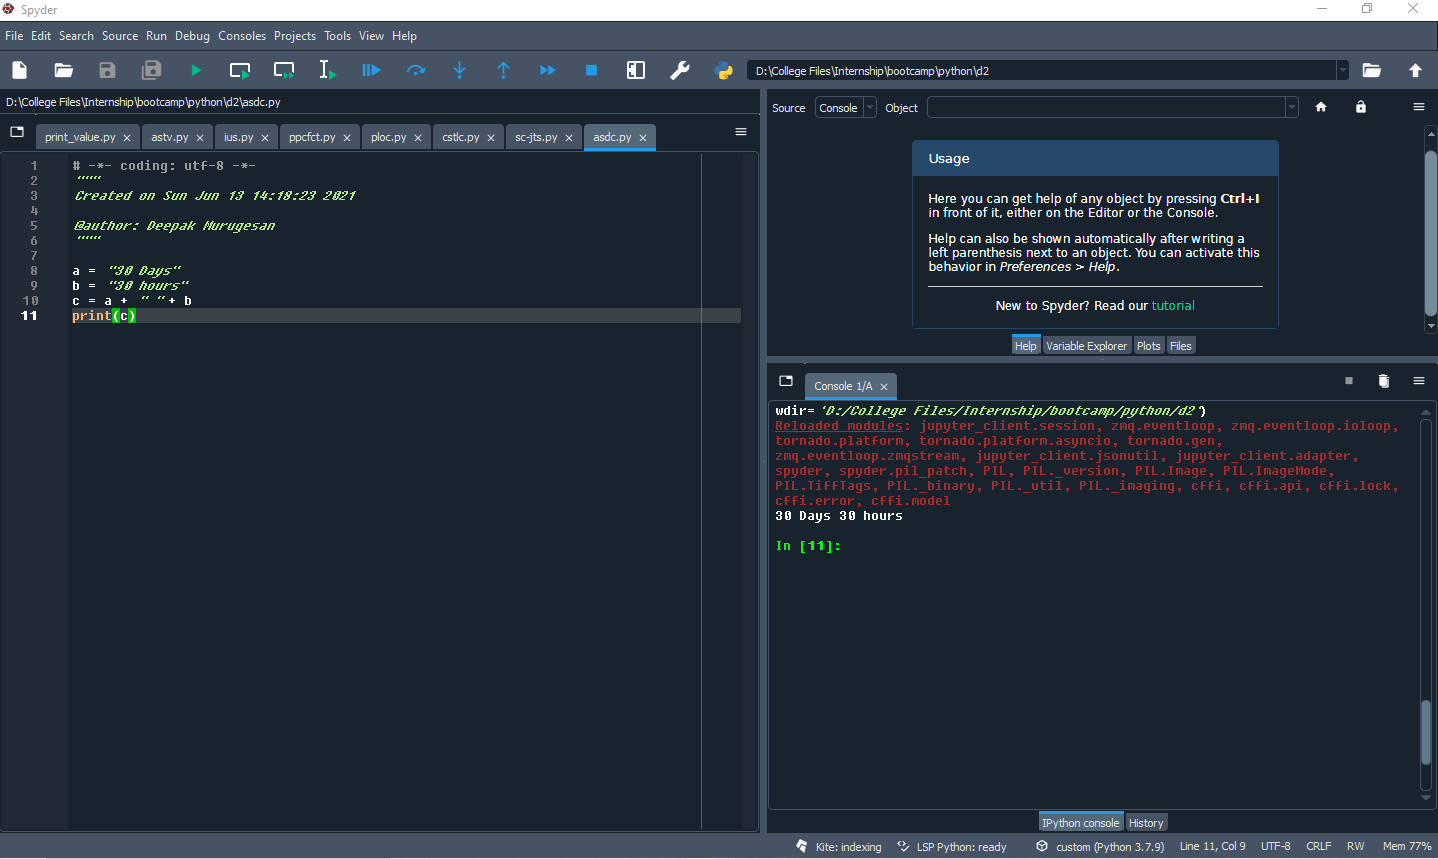 Spyder
File Edit Search Source Run Debug Consoles Projects Tools View Help
D:\College Files\Internship\bootcamp\python\d2
D:\College Files\Internship\bootcamp\python\d2\asdc.py
print_value.py astv.py ius.py ppcfct.py ploc.py cstlc.py sc-jts.py asdc.py
1 # -*- coding: utf-8 -*-
2 """
3 Created on Sun Jun 13 14:18:23 2021
4
5 @author: Deepak Murugesan
6 """
7
8 a = "30 Days"
9 b = "30 hours"
10 c = a + " "+ b
11 print(c)
Source Console Object
Usage
Here you can get help of any object by pressing Ctrl+I
in front of it, either on the Editor or the Console.
Help can also be shown automatically after writing a
left parenthesis next to an object. You can activate this
behavior in Preferences > Help.
New to Spyder? Read our tutorial
Help Variable Explorer Plots Files
Console 1/A
wdir='D:/College Files/Internship/bootcamp/python/d2')
Reloaded modules: jupyter_client.session, zmq.eventloop, zmq.eventloop.ioloop,
tornado.platform, tornado.platform.asyncio, tornado.gen,
zmq.eventloop.zmqstream, jupyter_client.jsonutil, jupyter_client.adapter,
spyder, spyder.pil_patch, PIL, PIL._version, PIL.Image, PIL.ImageMode,
PIL.TiffTags, PIL._binary, PIL._util, PIL._imaging, cffi, cffi.api, cffi.lock,
cffi.error, cffi.model
30 Days 30 hours
In [11]:
IPython console History
Kite: indexing LSP Python: ready custom (Python 3.7.9) Line 11, Col 9 UTF-8 CRLF RW Mem 77%